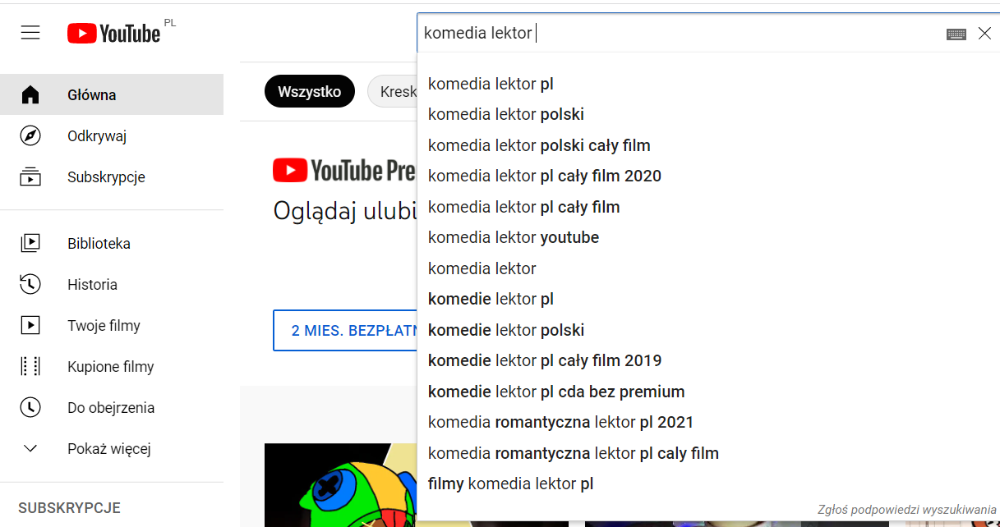 YouTube PL
komedia lektor
Główna
Odkrywaj
Subskrypcje
Biblioteka
Historia
Twoje filmy
Kupione filmy
Do obejrzenia
Pokaż więcej
SUBSKRYPCJE
Wszystko
Kresk
YouTube Pre
Oglądaj ulubi
2 MIES. BEZPŁATN
komedia lektor pl
komedia lektor polski
komedia lektor polski cały film
komedia lektor pl cały film 2020
komedia lektor pl cały film
komedia lektor youtube
komedia lektor
komedie lektor pl
komedie lektor polski
komedie lektor pl cały film 2019
komedie lektor pl cda bez premium
komedia romantyczna lektor pl 2021
komedia romantyczna lektor pl caly film
filmy komedia lektor pl
Zgłoś podpowiedzi wyszukiwania